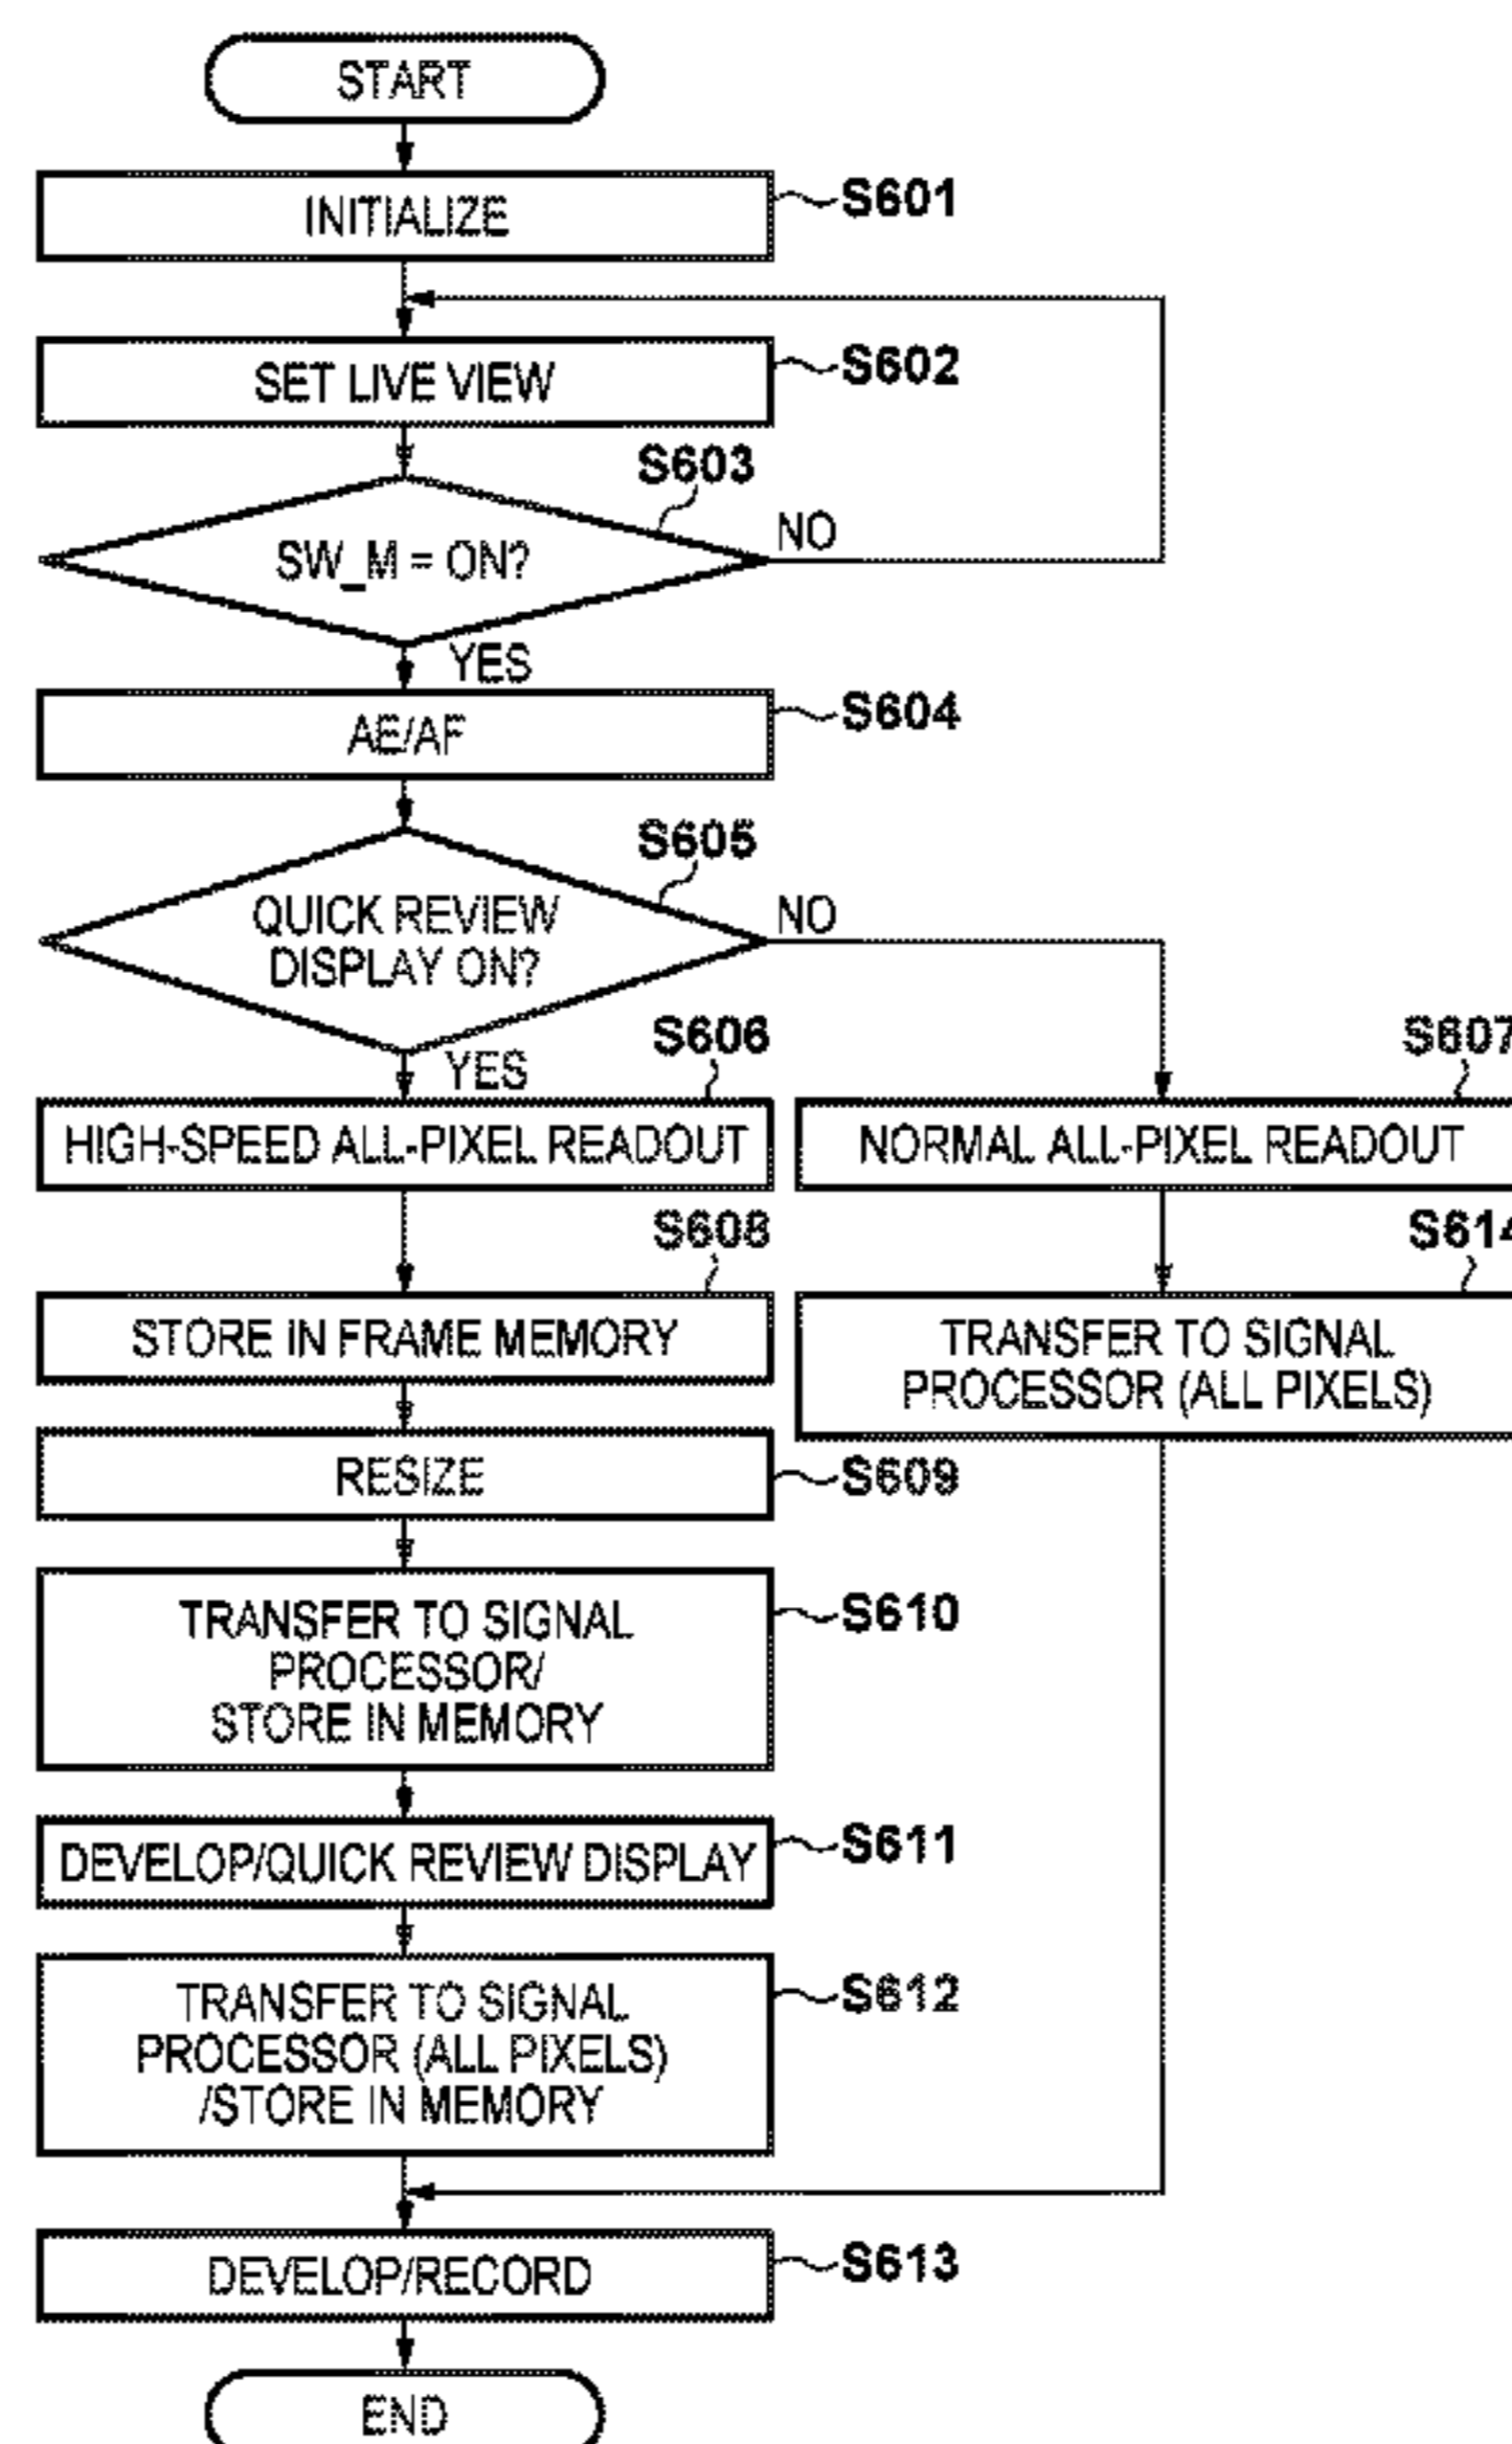 START
INITIALIZE
S601
SET LIVE VIEW
S602
S603
SW_M = ON?
NO
YES
AE/AF
S604
S605
QUICK REVIEW
DISPLAY ON?
NO
YES
S606
S607
HIGH-SPEED ALL-PIXEL READOUT
NORMAL ALL-PIXEL READOUT
S608
S614
STORE IN FRAME MEMORY
TRANSFER TO SIGNAL
PROCESSOR (ALL PIXELS)
RESIZE
S609
TRANSFER TO SIGNAL
PROCESSOR/
STORE IN MEMORY
S610
DEVELOP/QUICK REVIEW DISPLAY
S611
TRANSFER TO SIGNAL
PROCESSOR (ALL PIXELS)
/STORE IN MEMORY
S612
DEVELOP/RECORD
S613
END